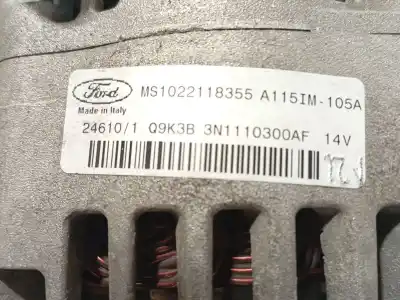 Ford MS1022118355 A115IM-105A
Made in Italy
24610/1 Q9K3B 3N1110300AF 14V